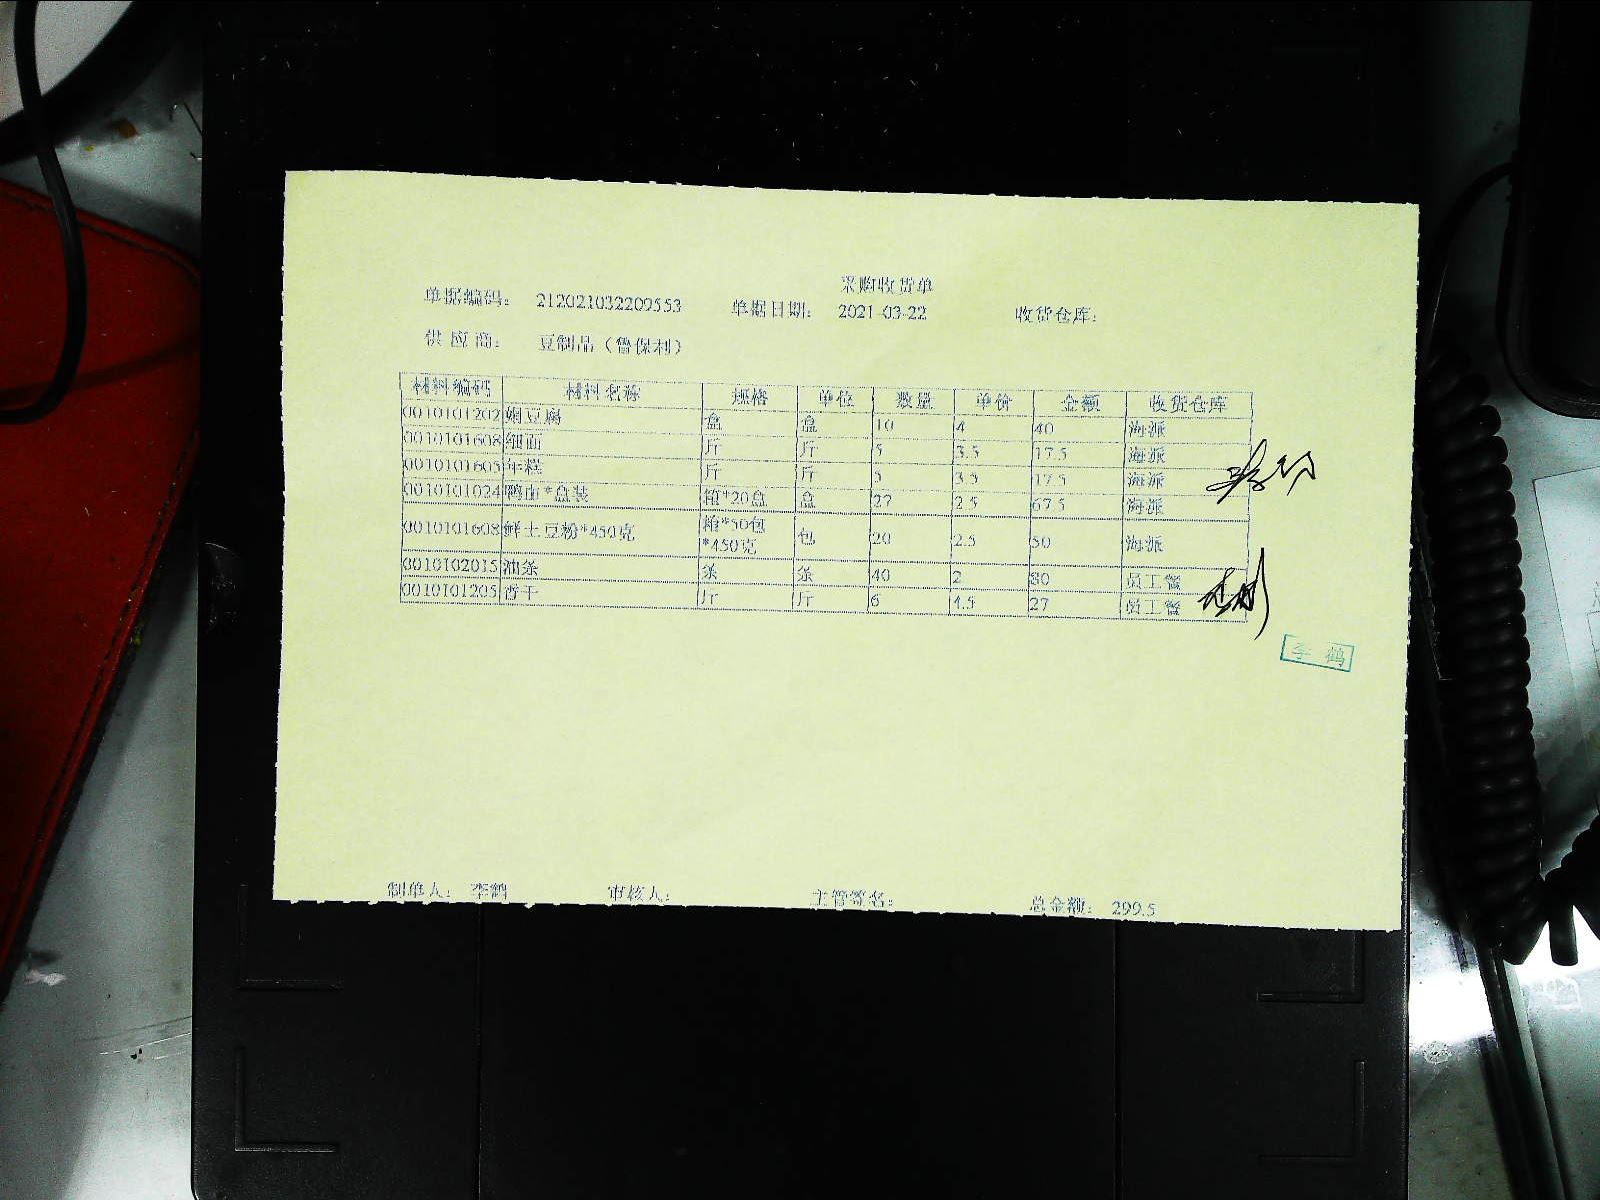 采购收货单
单据编码： 212021032209553 单据日期： 2021-03-22 收货仓库：
供 应 商： 豆制品（鲁保利）
材料编码 材料名称 规格 单位 数量 单价 金额 收货仓库
0010101202 绢豆腐 盒 盒 10 4 40 海派
0010101608 细面 斤 斤 5 3.5 17.5 海派
0010101605 年糕 斤 斤 5 3.5 17.5 海派
0010101024 鸭血*盒装 箱*20盒 盒 27 2.5 67.5 海派
0010101608 鲜土豆粉*450克 箱*50包*450克 包 20 2.5 50 海派
0010102015 油条 条 条 40 2 80 员工餐
0010101205 香干 斤 斤 6 4.5 27 员工餐
李 鹤
制单人： 李鹤 审核人： 主管签名： 总金额： 299.5